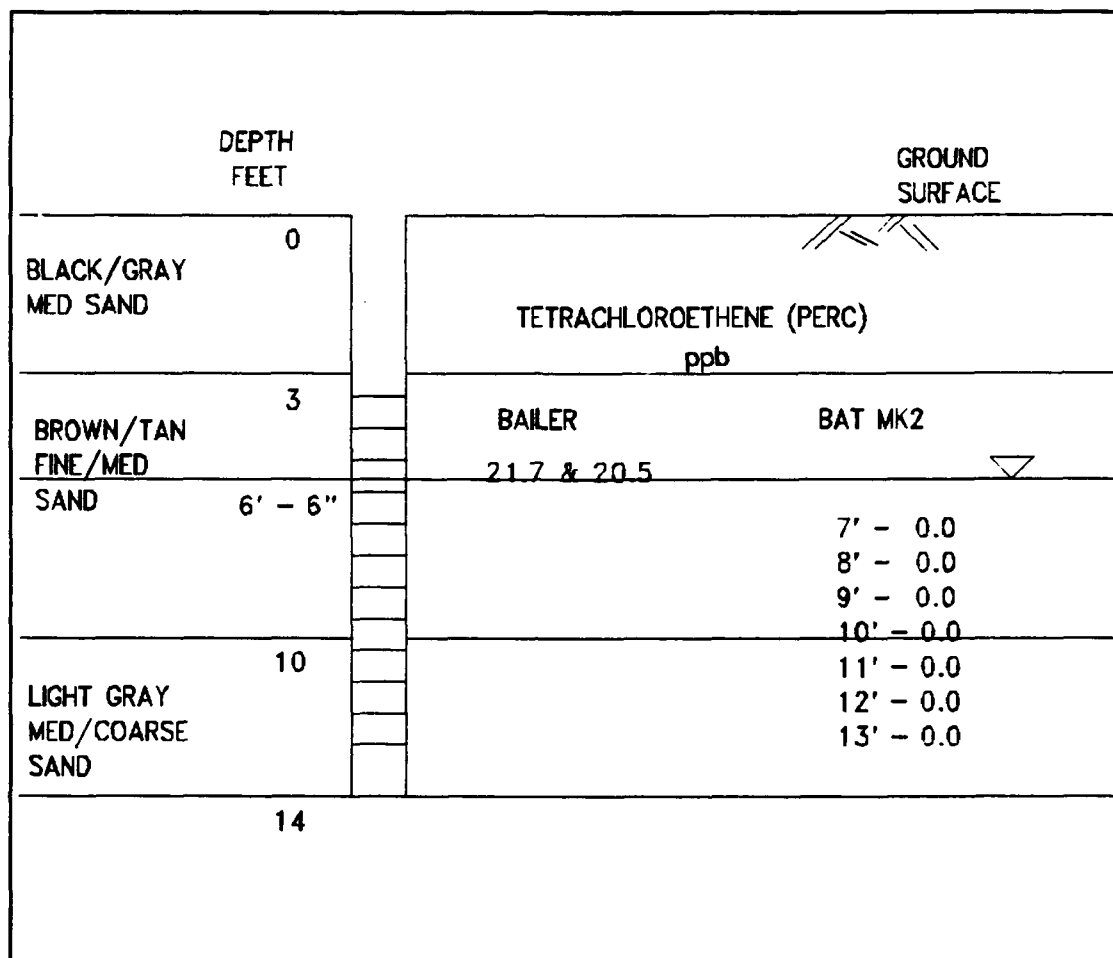 DEPTH
FEET
GROUND
SURFACE
0
BLACK/GRAY
MED SAND
TETRACHLOROETHENE (PERC)
ppb
3
BROWN/TAN
FINE/MED
SAND
BAILER
BAT MK2
21.7 & 20.5
6' - 6"
7' - 0.0
8' - 0.0
9' - 0.0
10' - 0.0
10
11' - 0.0
12' - 0.0
13' - 0.0
LIGHT GRAY
MED/COARSE
SAND
14